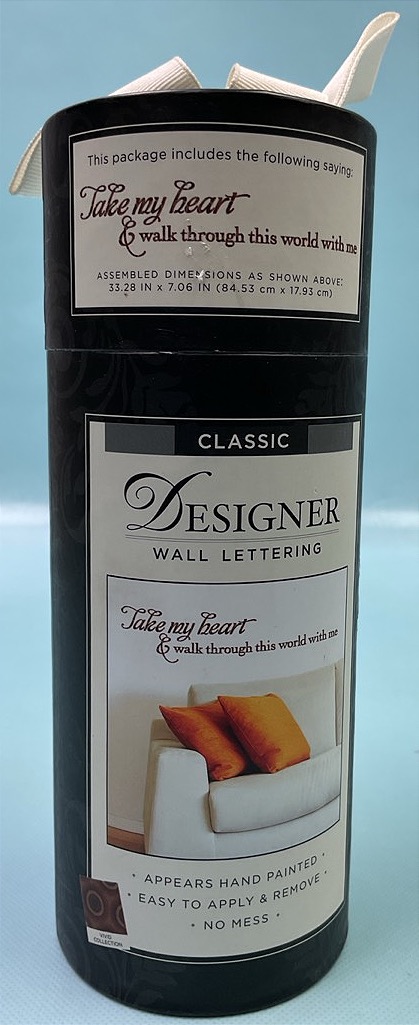 This package includes the following saying:
Take my heart
& walk through this world with me
ASSEMBLED DIMENSIONS AS SHOWN ABOVE:
33.28 IN x 7.06 IN (84.53 cm x 17.93 cm)
CLASSIC
DESIGNER
WALL LETTERING
Take my heart
& walk through this world with me
• APPEARS HAND PAINTED •
• EASY TO APPLY & REMOVE •
• NO MESS •
VIVID
COLLECTION